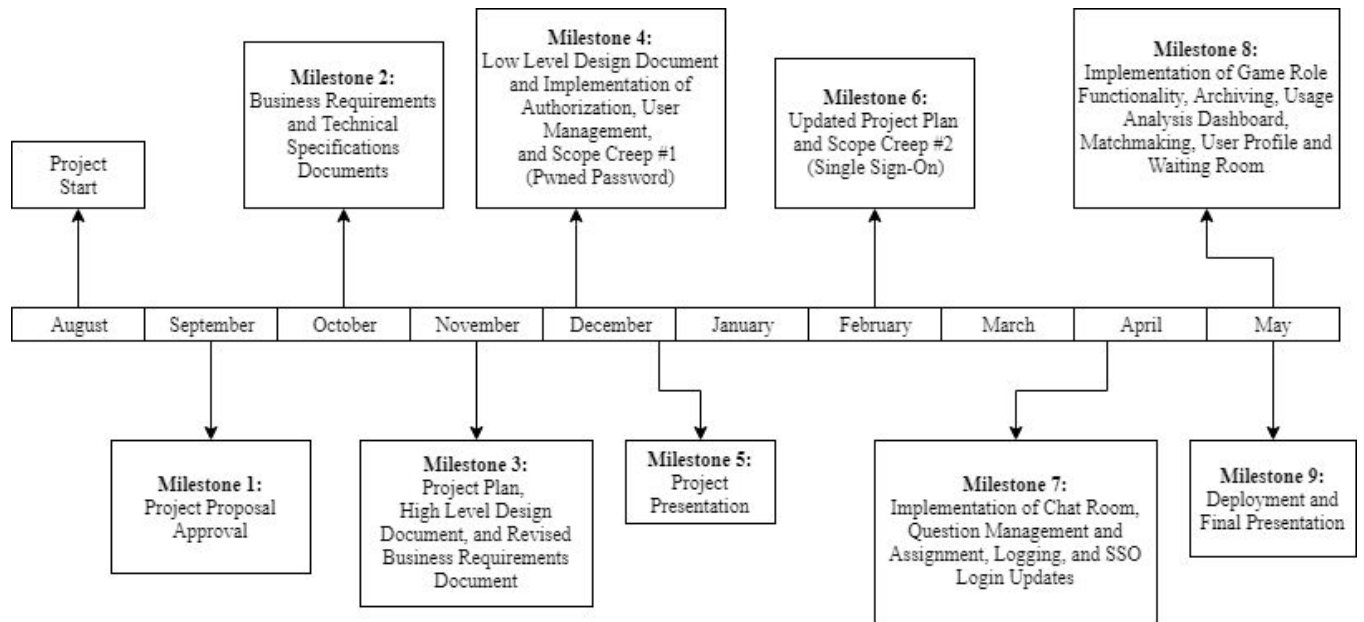 Project
Start
Milestone 2:
Business Requirements
and Technical
Specifications
Documents
Milestone 4:
Low Level Design Document
and Implementation of
Authorization, User
Management,
and Scope Creep #1
(Pwned Password)
Milestone 6:
Updated Project Plan
and Scope Creep #2
(Single Sign-On)
Milestone 8:
Implementation of Game Role
Functionality, Archiving, Usage
Analysis Dashboard,
Matchmaking, User Profile and
Waiting Room
August September October November December January February March April May
Milestone 1:
Project Proposal
Approval
Milestone 3:
Project Plan,
High Level Design
Document, and Revised
Business Requirements
Document
Milestone 5:
Project
Presentation
Milestone 7:
Implementation of Chat Room,
Question Management and
Assignment, Logging, and SSO
Login Updates
Milestone 9:
Deployment and
Final Presentation